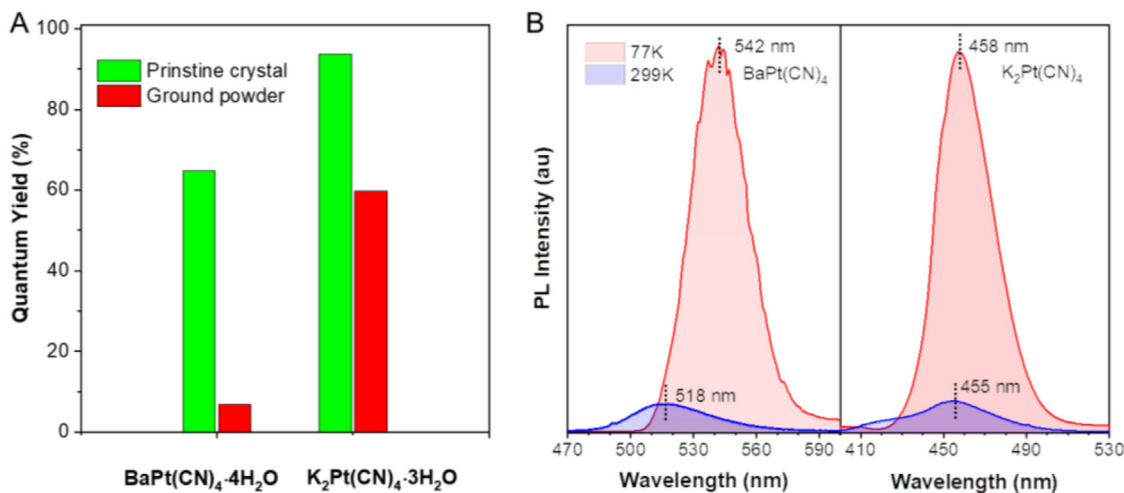 A
Quantum Yield (%)
100
80
60
40
20
0
Prinstine crystal
Ground powder
BaPt(CN)₄·4H₂O
K₂Pt(CN)₄·3H₂O
B
PL Intensity (au)
77K
299K
542 nm
BaPt(CN)₄
518 nm
458 nm
K₂Pt(CN)₄
455 nm
470 500 530 560 590 410 450 490 530
Wavelength (nm) Wavelength (nm)